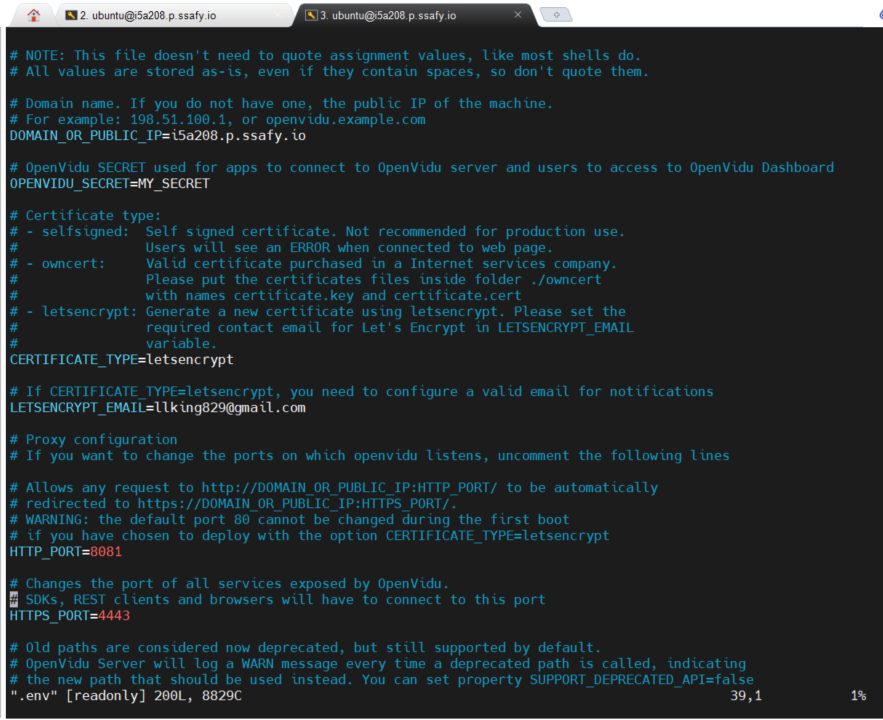 2. ubuntu@i5a208.p.ssafy.io
3. ubuntu@i5a208.p.ssafy.io
# NOTE: This file doesn't need to quote assignment values, like most shells do.
# All values are stored as-is, even if they contain spaces, so don't quote them.
# Domain name. If you do not have one, the public IP of the machine.
# For example: 198.51.100.1, or openvidu.example.com
DOMAIN_OR_PUBLIC_IP=i5a208.p.ssafy.io
# OpenVidu SECRET used for apps to connect to OpenVidu server and users to access to OpenVidu Dashboard
OPENVIDU_SECRET=MY_SECRET
# Certificate type:
# - selfsigned:  Self signed certificate. Not recommended for production use.
#                Users will see an ERROR when connected to web page.
# - owncert:     Valid certificate purchased in a Internet services company.
#                Please put the certificates files inside folder ./owncert
#                with names certificate.key and certificate.cert
# - letsencrypt: Generate a new certificate using letsencrypt. Please set the
#                required contact email for Let's Encrypt in LETSENCRYPT_EMAIL
#                variable.
CERTIFICATE_TYPE=letsencrypt
# If CERTIFICATE_TYPE=letsencrypt, you need to configure a valid email for notifications
LETSENCRYPT_EMAIL=llking829@gmail.com
# Proxy configuration
# If you want to change the ports on which openvidu listens, uncomment the following lines
# Allows any request to http://DOMAIN_OR_PUBLIC_IP:HTTP_PORT/ to be automatically
# redirected to https://DOMAIN_OR_PUBLIC_IP:HTTPS_PORT/.
# WARNING: the default port 80 cannot be changed during the first boot
# if you have chosen to deploy with the option CERTIFICATE_TYPE=letsencrypt
HTTP_PORT=8081
# Changes the port of all services exposed by OpenVidu.
# SDKs, REST clients and browsers will have to connect to this port
HTTPS_PORT=4443
# Old paths are considered now deprecated, but still supported by default.
# OpenVidu Server will log a WARN message every time a deprecated path is called, indicating
# the new path that should be used instead. You can set property SUPPORT_DEPRECATED_API=false
".env" [readonly] 200L, 8829C 39,1 1%